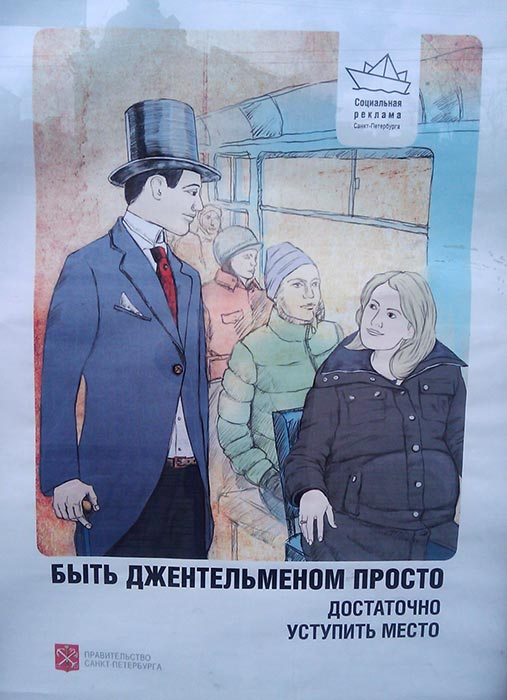 Социальная
реклама
Санкт-Петербурга
БЫТЬ ДЖЕНТЕЛЬМЕНОМ ПРОСТО
ДОСТАТОЧНО
УСТУПИТЬ МЕСТО
ПРАВИТЕЛЬСТВО
САНКТ-ПЕТЕРБУРГА